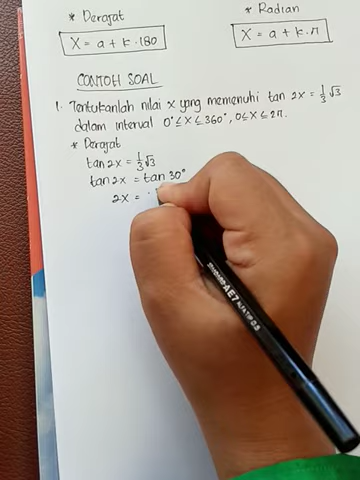 * Derajat
* Radian
X = a + k.180
X = a + k.π
CONTOH SOAL
1. Tentukanlah nilai x yang memenuhi tan 2x = 1/3 √3
dalam interval 0° ≤ x ≤ 360°, 0 ≤ x ≤ 2π.
* Derajat
tan 2x = 1/3 √3
tan 2x = tan 30°
2x =
AE7